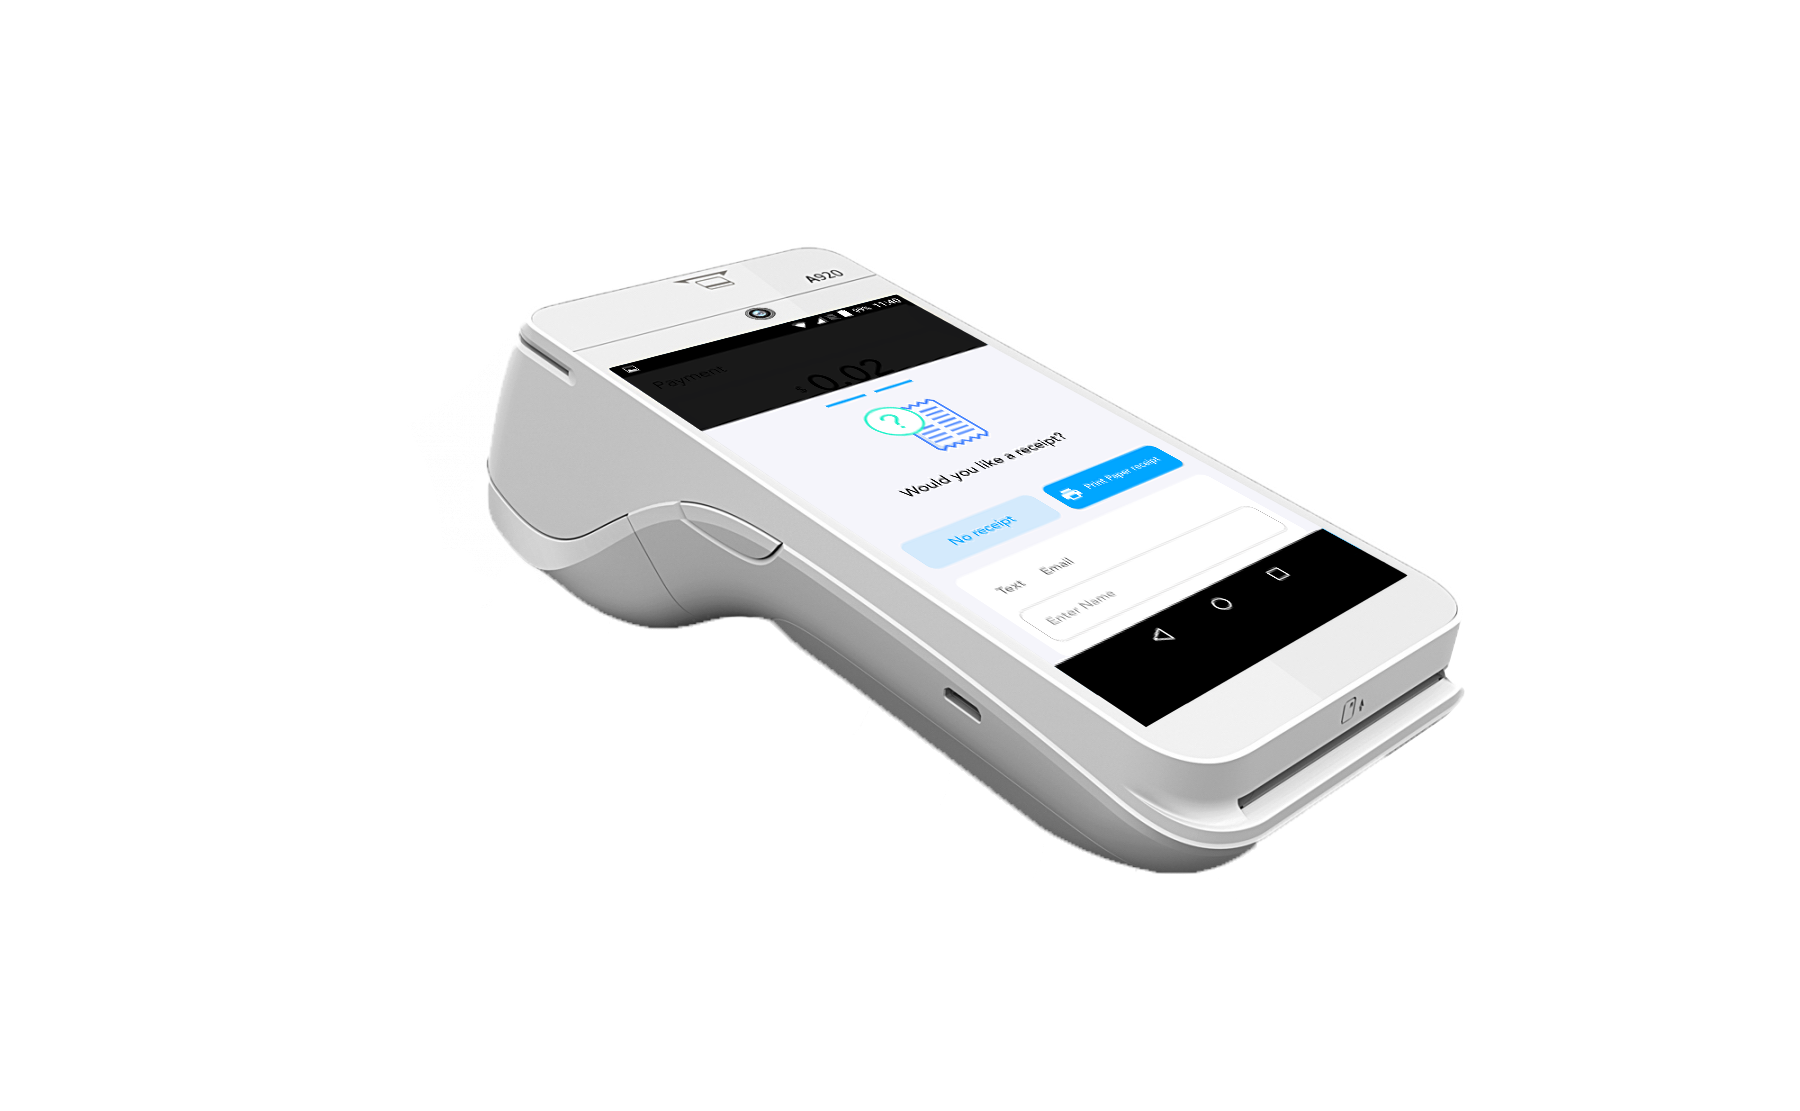 A920
99% 11:40
Payment
$ 0.02
?
Would you like a receipt?
No receipt
Print Paper receipt
Text Email
Enter Name